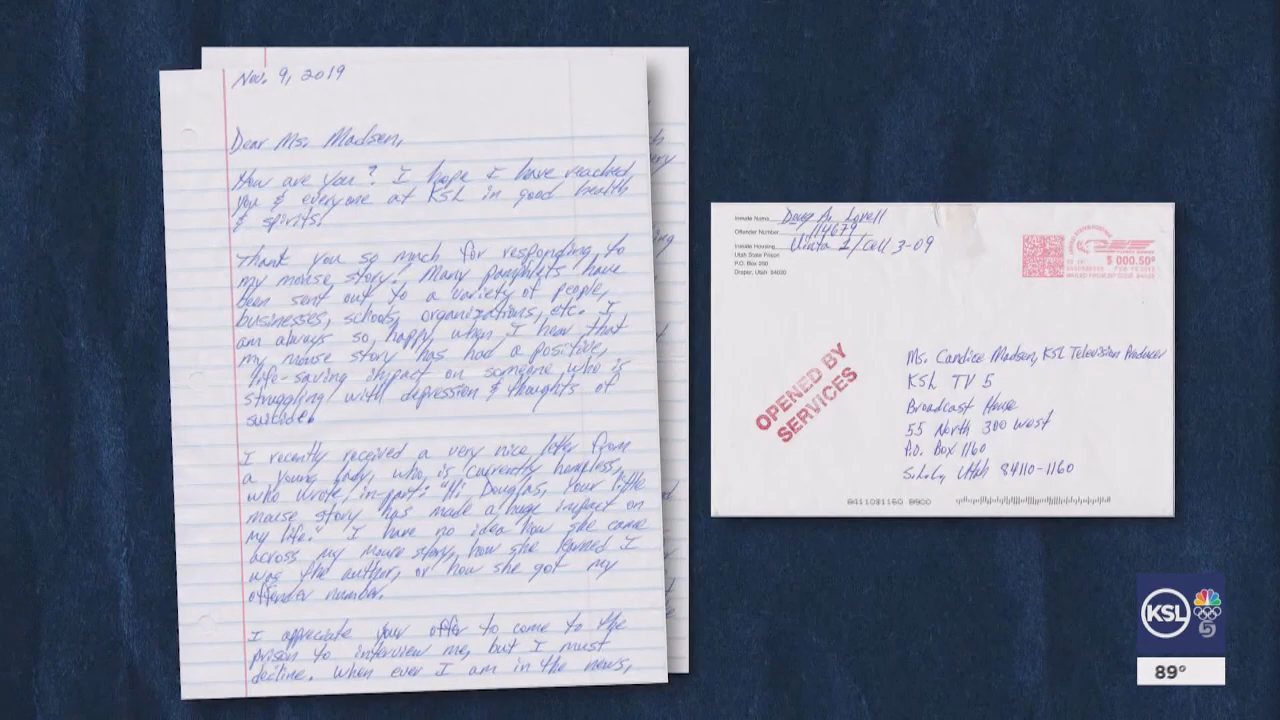 Nov. 9, 2019
Dear Ms. Madsen,
How are you? I hope I have reached
you & everyone at KSL in good health
& spirits!
Thank you so much for responding to
my mouse story! Many pamphlets have
been sent out to a variety of people,
businesses, schools, organizations, etc. I
am always so happy when I hear that
my mouse story has had a positive,
life-saving impact on someone who is
struggling with depression & thoughts of
suicide.
I recently received a very nice letter from
a young lady, who is currently homeless,
who wrote, in-part: "Hi Douglas, Your little
mouse story has made a huge impact on
my life." I have no idea how she came
across my mouse story, how she learned I
was the author, or how she got my
offender number.
I appreciate your offer to come to the
prison to interview me, but I must
decline. When ever I am in the news,
Inmate Name Doug A. Lovell
Offender Number 114679
Inmate Housing Uinta 1/Cell 3-09
Utah State Prison
P.O. Box 250
Draper, Utah 84020
$ 000.50⁰
OPENED BY
SERVICES
Ms. Candice Madsen, KSL Television Producer
KSL TV 5
Broadcast House
55 North 300 West
P.O. Box 1160
S.L.C., Utah 84110-1160
KSL
5
89°